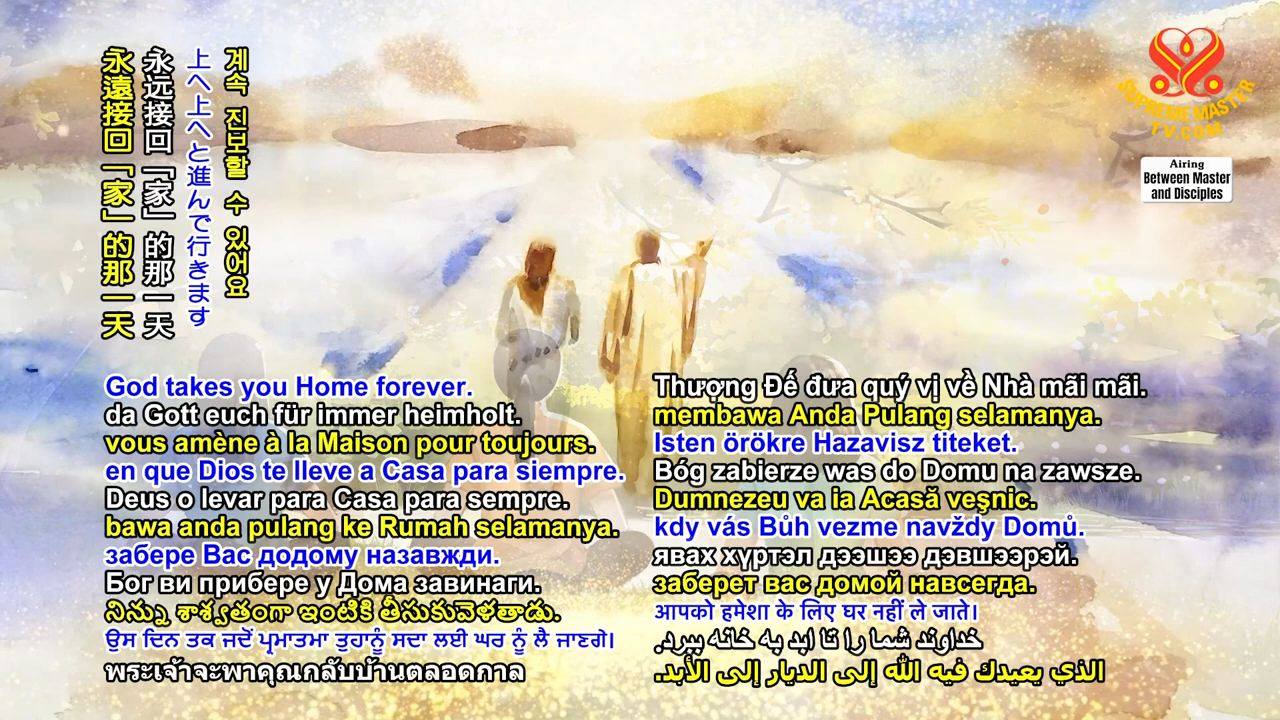 永遠接回「家」的那一天
永远接回「家」的那一天
上へ上へと進んで行きます
계속 진보할 수 있어요
SUPREME MASTER
TV.COM
Airing
Between Master
and Disciples
God takes you Home forever.
da Gott euch für immer heimholt.
vous amène à la Maison pour toujours.
en que Dios te lleve a Casa para siempre.
Deus o levar para Casa para sempre.
bawa anda pulang ke Rumah selamanya.
забере Вас додому назавжди.
Бог ви прибере у Дома завинаги.
నిన్ను శాశ్వతంగా ఇంటికి తీసుకువెళతాడు.
ਉਸ ਦਿਨ ਤਕ ਜਦੋਂ ਪ੍ਰਮਾਤਮਾ ਤੁਹਾਨੂੰ ਸਦਾ ਲਈ ਘਰ ਨੂੰ ਲੈ ਜਾਣਗੇ।
พระเจ้าจะพาคุณกลับบ้านตลอดกาล
Thượng Đế đưa quý vị về Nhà mãi mãi.
membawa Anda Pulang selamanya.
Isten örökre Hazavisz titeket.
Bóg zabierze was do Domu na zawsze.
Dumnezeu va ia Acasă veşnic.
kdy vás Bůh vezme navždy Domů.
явах хүртэл дээшээ дэвшээрэй.
заберет вас домой навсегда.
आपको हमेशा के लिए घर नहीं ले जाते।
خداوند شما را تا ابد به خانه ببرد.
الذي يعيدك فيه الله إلى الديار إلى الأبد.